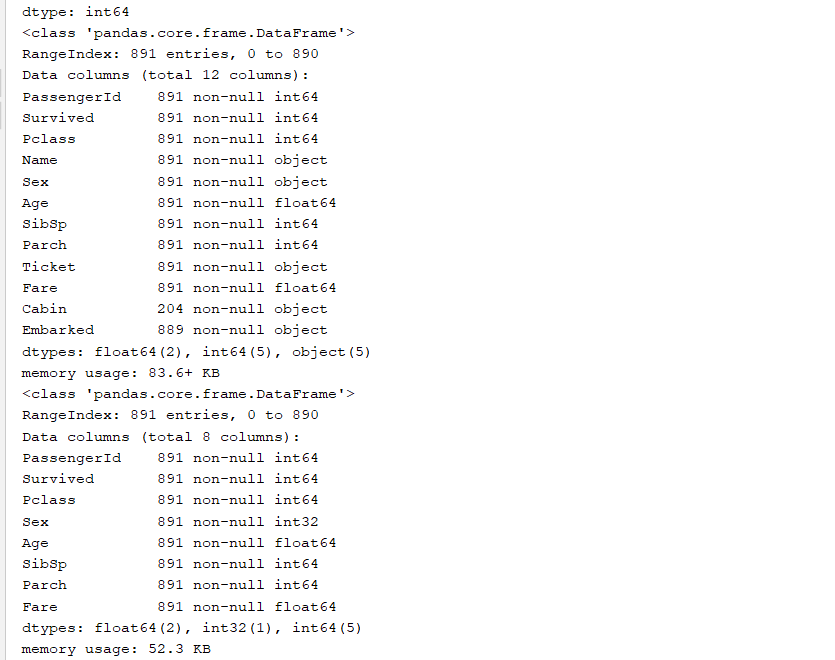 dtype: int64
<class 'pandas.core.frame.DataFrame'>
RangeIndex: 891 entries, 0 to 890
Data columns (total 12 columns):
PassengerId    891 non-null int64
Survived       891 non-null int64
Pclass         891 non-null int64
Name           891 non-null object
Sex            891 non-null object
Age            891 non-null float64
SibSp          891 non-null int64
Parch          891 non-null int64
Ticket         891 non-null object
Fare           891 non-null float64
Cabin          204 non-null object
Embarked       889 non-null object
dtypes: float64(2), int64(5), object(5)
memory usage: 83.6+ KB
<class 'pandas.core.frame.DataFrame'>
RangeIndex: 891 entries, 0 to 890
Data columns (total 8 columns):
PassengerId    891 non-null int64
Survived       891 non-null int64
Pclass         891 non-null int64
Sex            891 non-null int32
Age            891 non-null float64
SibSp          891 non-null int64
Parch          891 non-null int64
Fare           891 non-null float64
dtypes: float64(2), int32(1), int64(5)
memory usage: 52.3 KB